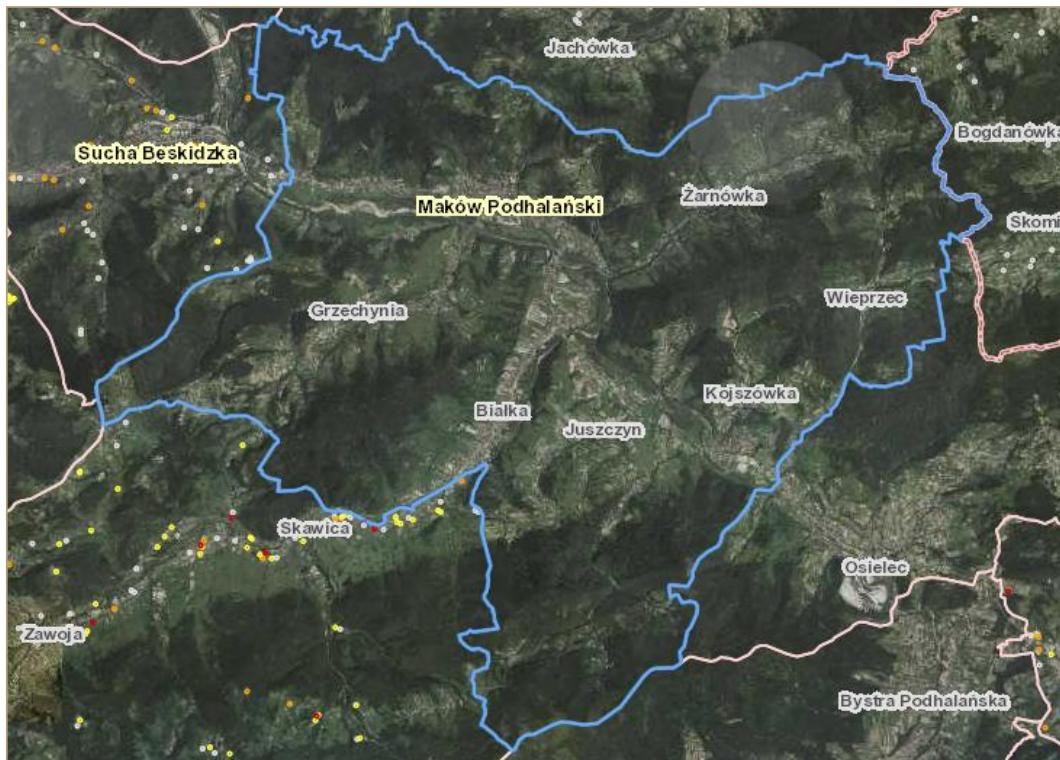 Jachówka
Bogdanówka
Sucha Beskidzka
Żarnówka
Maków Podhalański
Skomi
Wieprzec
Grzechynia
Kojszówka
Białka
Juszczyn
Skawica
Osielec
Zawoja
Bystra Podhalańska